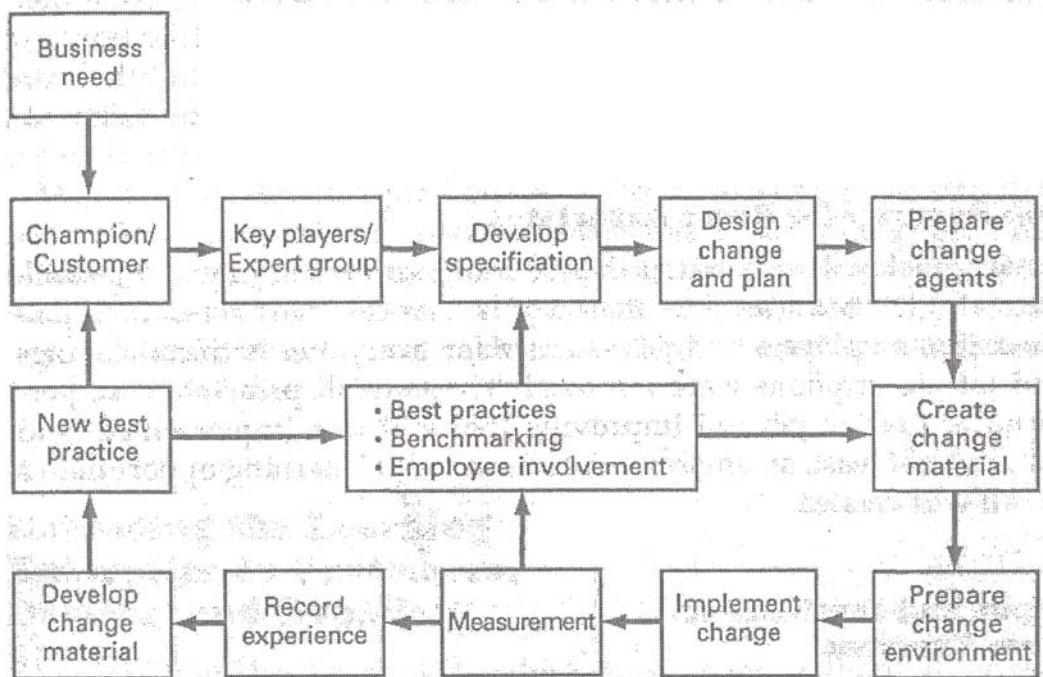 Business
need
Champion/
Customer
Key players/
Expert group
Develop
specification
Design
change
and plan
Prepare
change
agents
New best
practice
• Best practices
• Benchmarking
• Employee involvement
Create
change
material
Develop
change
material
Record
experience
Measurement
Implement
change
Prepare
change
environment